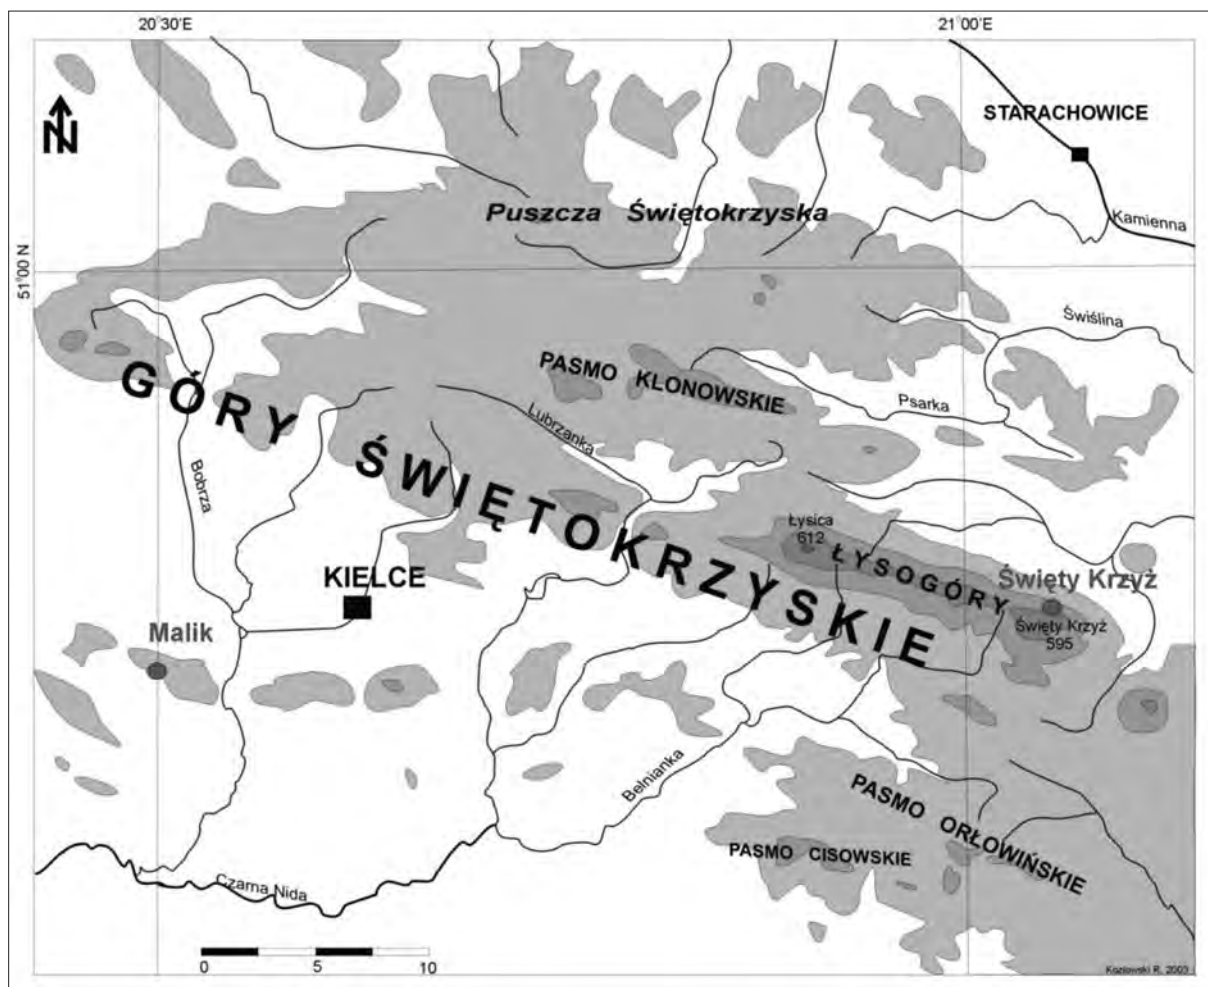 20°30'E
21°00'E
N
STARACHOWICE
Puszcza Świętokrzyska
Kamienna
51°00'N
Świślina
PASMO KLONOWSKIE
GÓRY ŚWIĘTOKRZYSKIE
Psarka
Lubrzanka
Bobrza
Łysica
612
ŁYSOGÓRY
KIELCE
Święty Krzyż
Święty Krzyż
595
Malik
Belnianka
PASMO ORŁOWIŃSKIE
PASMO CISOWSKIE
Czarna Nida
0 5 10
Kozłowski R. 2003